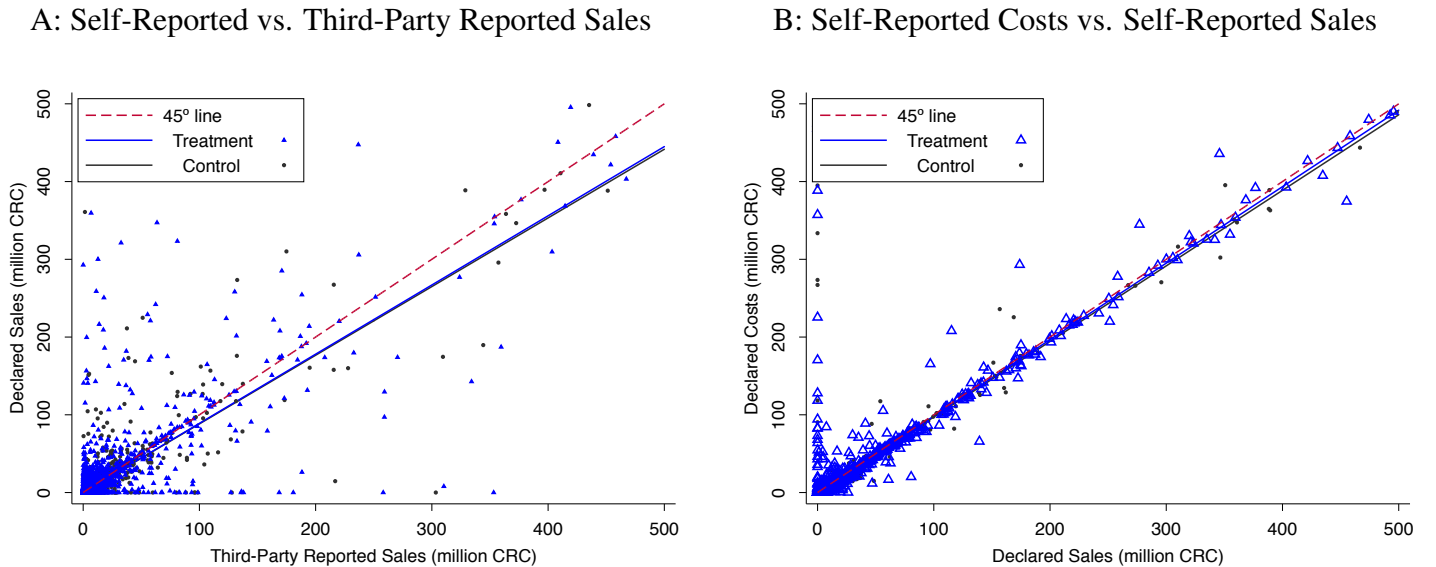 A: Self-Reported vs. Third-Party Reported Sales
500
400
300
200
100
0
Declared Sales (million CRC)
45º line
Treatment
Control
0 100 200 300 400 500
Third-Party Reported Sales (million CRC)
B: Self-Reported Costs vs. Self-Reported Sales
500
400
300
200
100
0
Declared Costs (million CRC)
45º line
Treatment
Control
0 100 200 300 400 500
Declared Sales (million CRC)